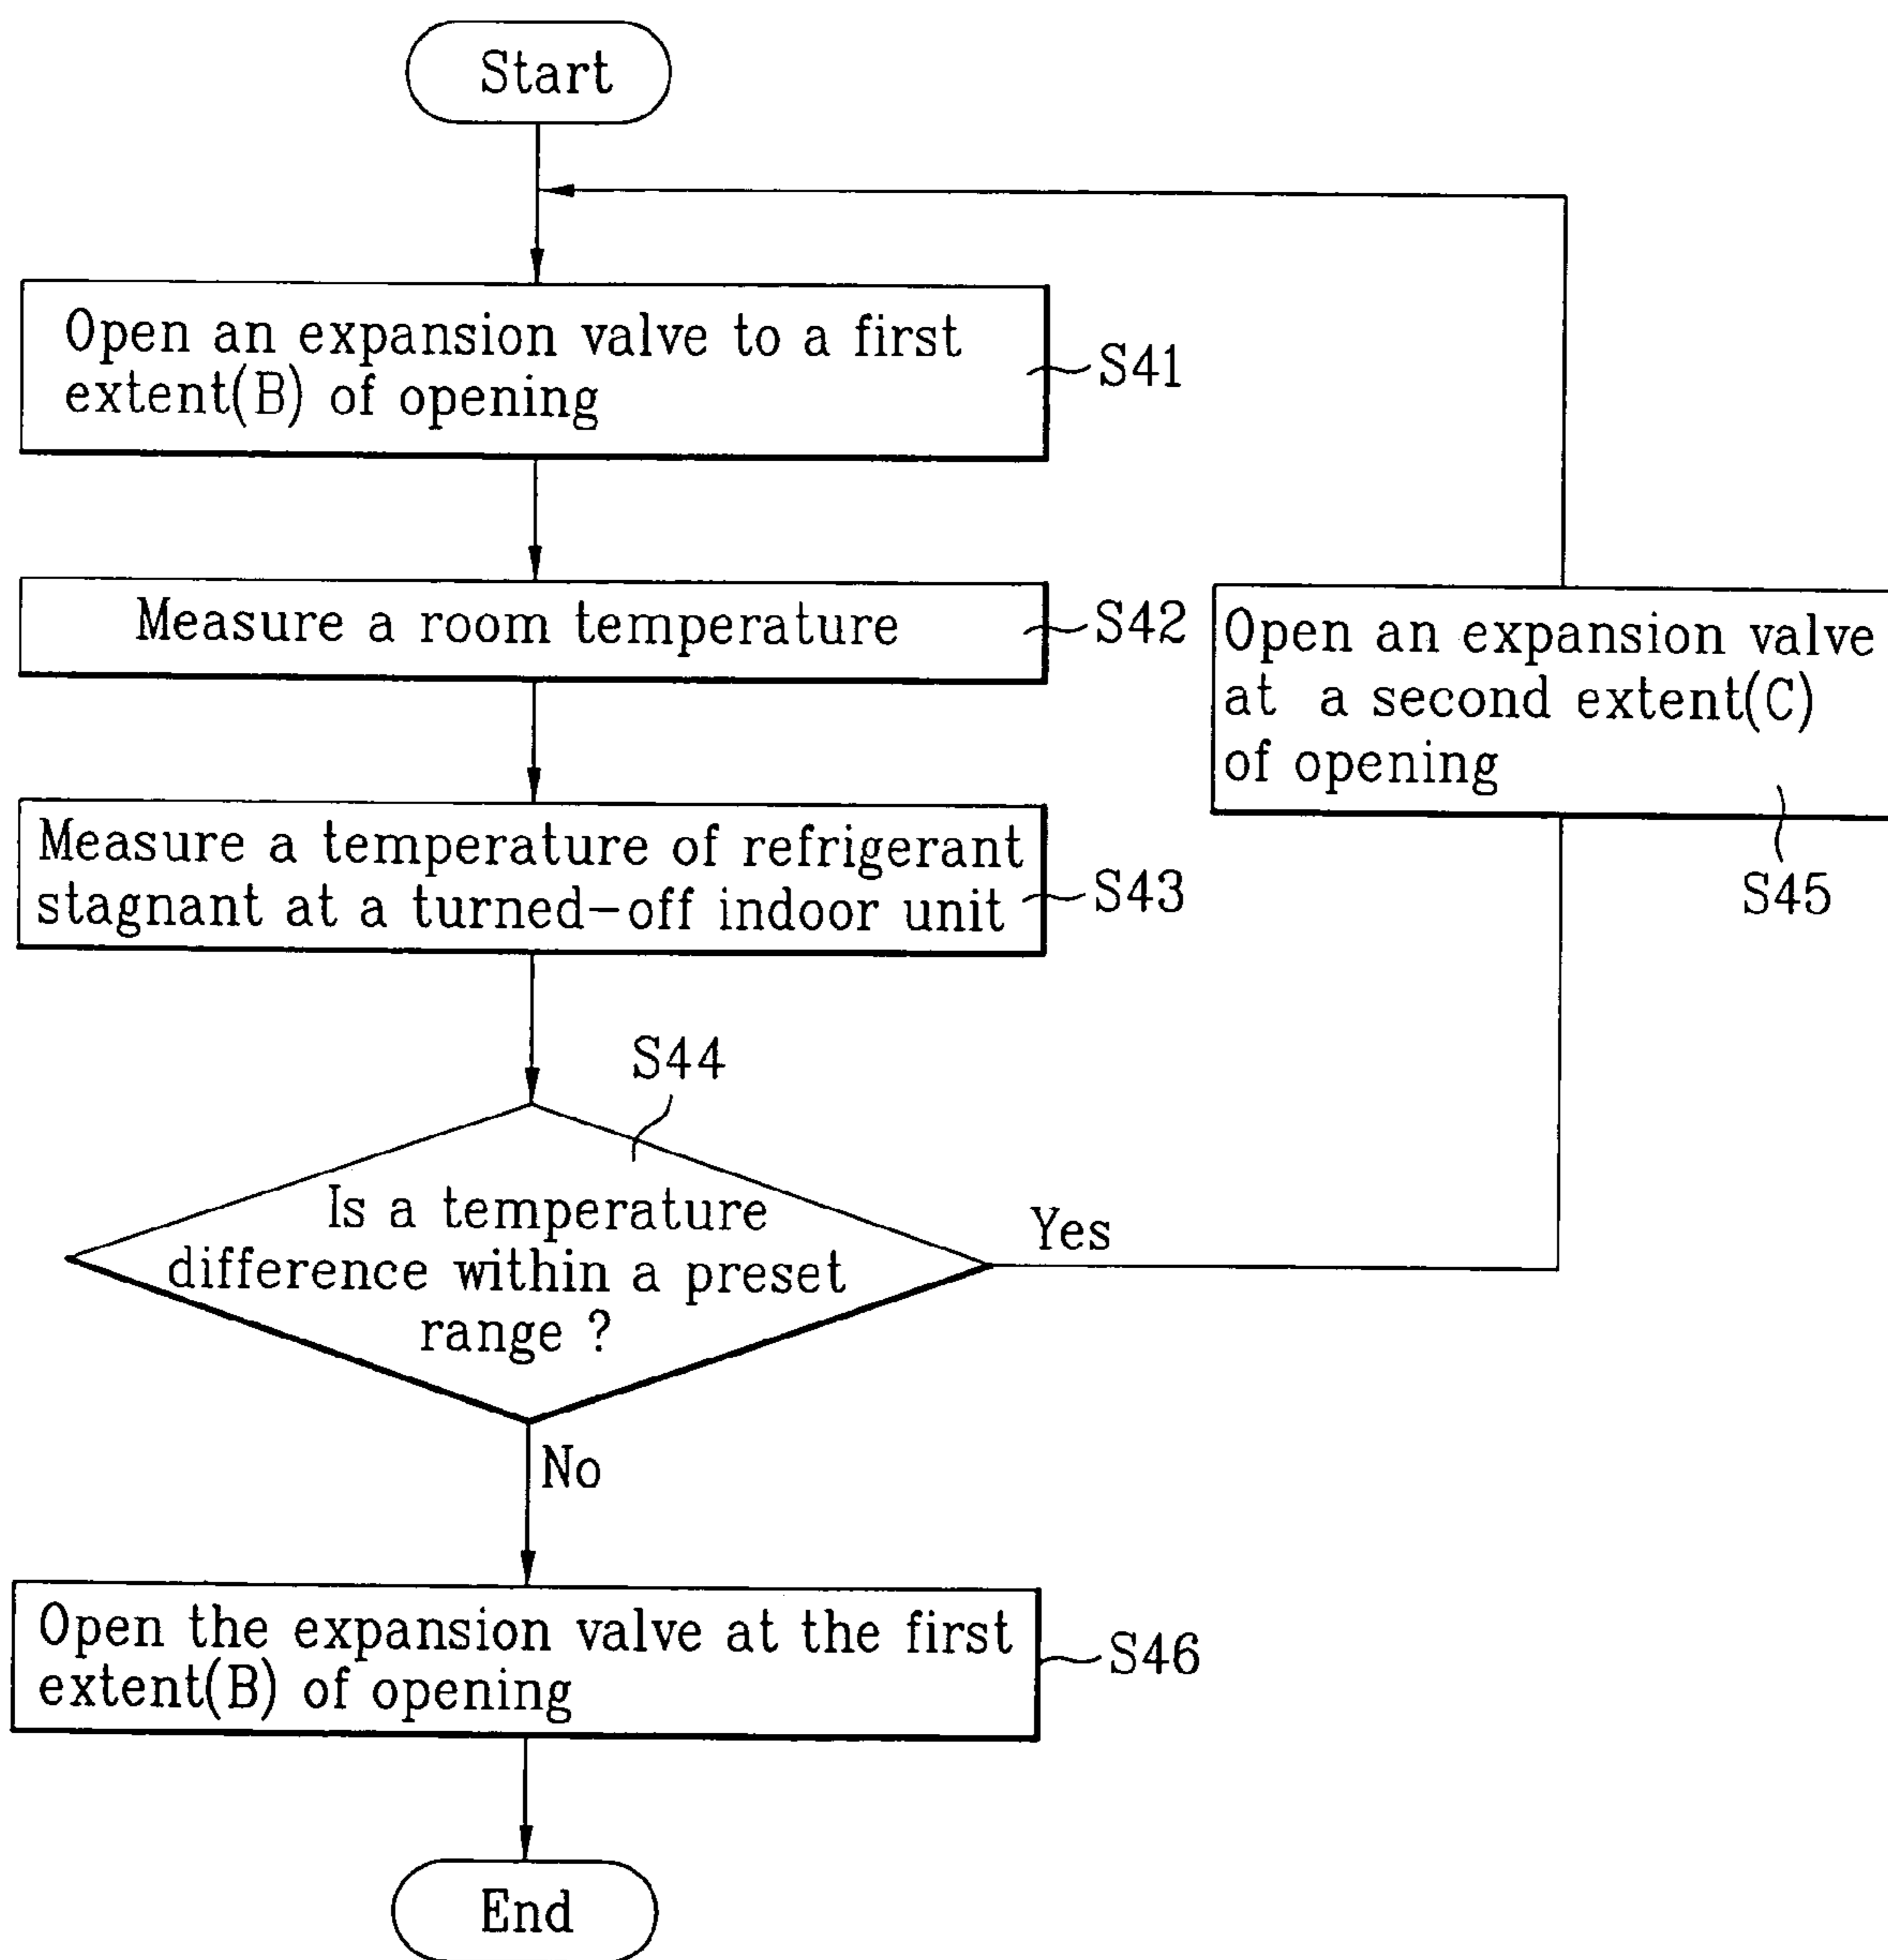 Start
Open an expansion valve to a first
extent(B) of opening
S41
Measure a room temperature
S42
Measure a temperature of refrigerant
stagnant at a turned-off indoor unit
S43
S44
Is a temperature
difference within a preset
range ?
Yes
Open an expansion valve
at a second extent(C)
of opening
S45
No
Open the expansion valve at the first
extent(B) of opening
S46
End